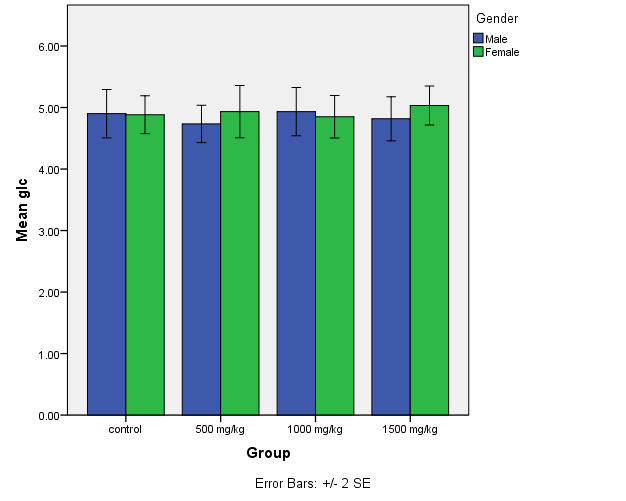 Gender
Male
Female
6.00
5.00
4.00
3.00
2.00
1.00
0.00
Mean glc
control 500 mg/kg 1000 mg/kg 1500 mg/kg
Group
Error Bars: +/- 2 SE